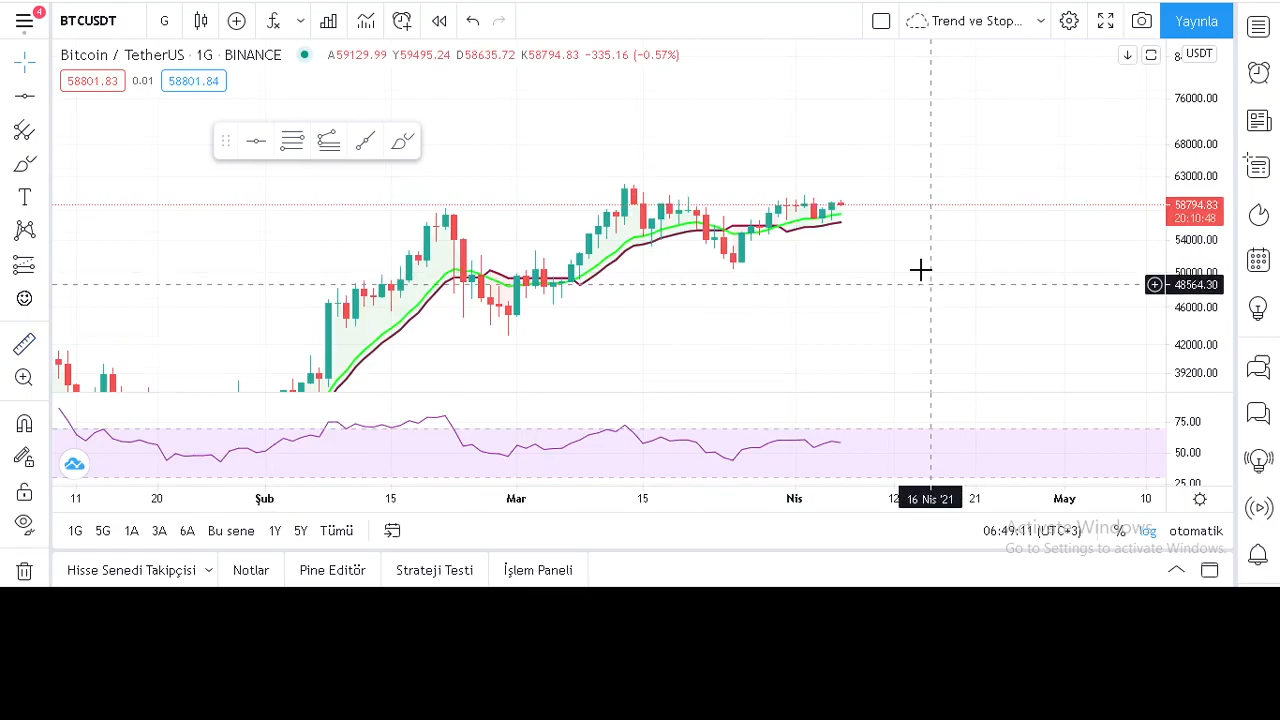 4
BTCUSDT
G
Trend ve Stop...
Yayınla
Bitcoin / TetherUS · 1G · BINANCE
A59129.99 Y59495.24 D58635.72 K58794.83 −335.16 (−0.57%)
USDT
58801.83 0.01 58801.84
76000.00
68000.00
63000.00
58794.83
20:10:48
54000.00
50000.00
48564.30
46000.00
42000.00
39200.00
75.00
50.00
25.00
11 20 Şub 15 Mar 15 Nis 12 16 Nis '21 21 May 10
1G 5G 1A 3A 6A Bu sene 1Y 5Y Tümü
06:49:11 (UTC+3) % log otomatik
Activate Windows
Go to Settings to activate Windows.
Hisse Senedi Takipçisi Notlar Pine Editör Strateji Testi İşlem Paneli